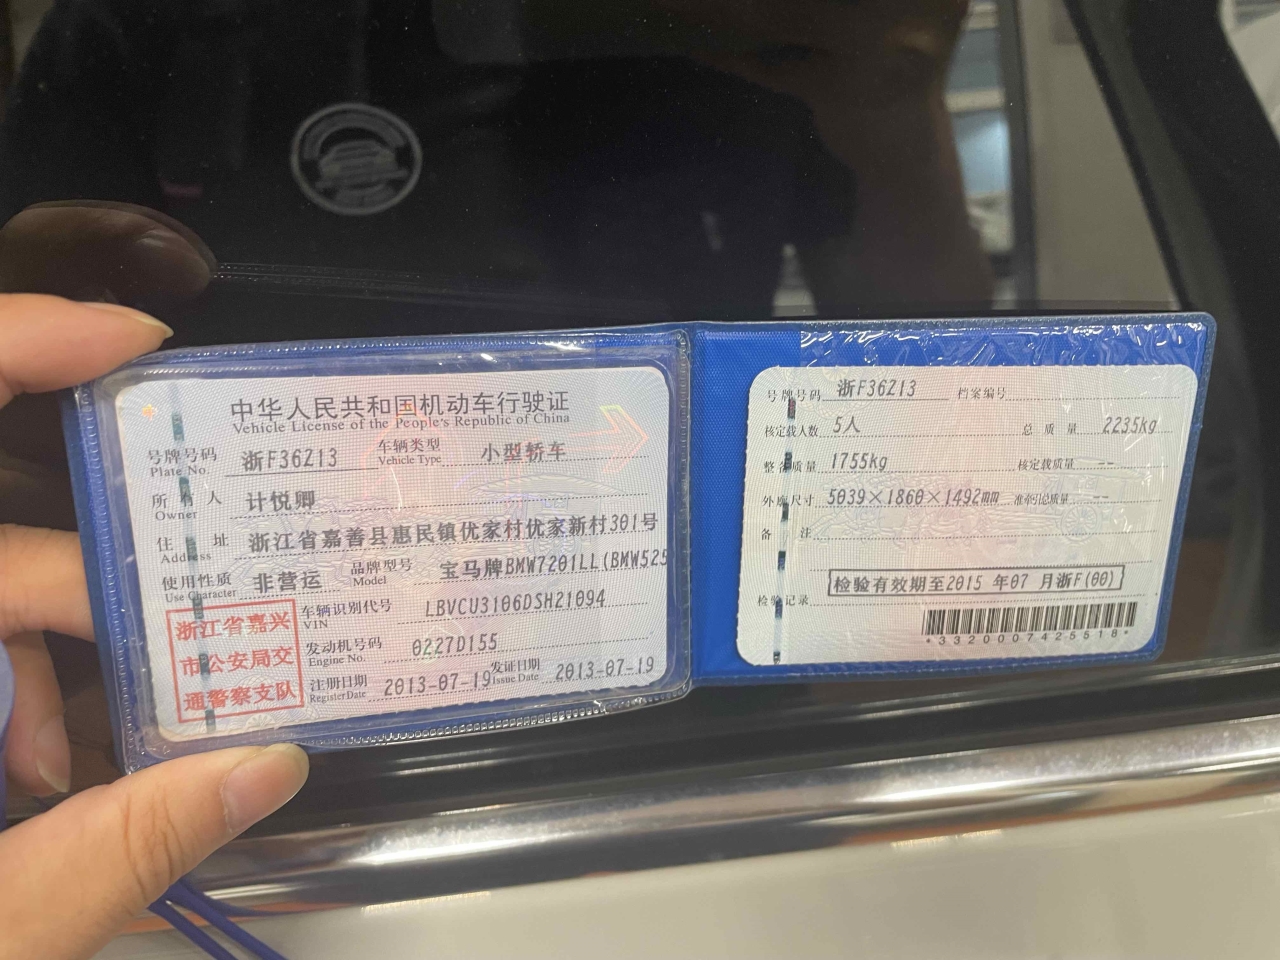 中华人民共和国机动车行驶证
Vehicle License of the People's Republic of China
号牌号码 浙F36Z13 车辆类型 小型轿车
Plate No. Vehicle Type
所有人 计悦卿
Owner
住址 浙江省嘉善县惠民镇优家村优家新村301号
Address
使用性质 非营运 品牌型号 宝马牌BMW7201LL(BMW525
Use Character Model
浙江省嘉兴
市公安局交
通警察支队
车辆识别代号 LBVCU3106DSH21094
VIN
发动机号码 0227D155
Engine No.
注册日期 2013-07-19 发证日期 2013-07-19
Register Date Issue Date
号牌号码 浙F36Z13 档案编号
核定载人数 5人 总质量 2235kg
整备质量 1755kg 核定载质量 --
外廓尺寸 5039×1860×1492mm 准牵引总质量 --
备注
检验有效期至2015 年07 月浙F(00)
检验记录
*3320007425518*